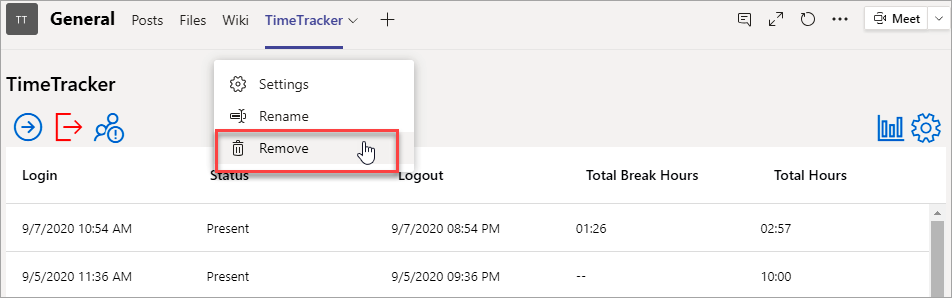 TT General Posts Files Wiki TimeTracker Meet
Settings
TimeTracker
Rename
Remove
Login Status Logout Total Break Hours Total Hours
9/7/2020 10:54 AM Present 9/7/2020 08:54 PM 01:26 02:57
9/5/2020 11:36 AM Present 9/5/2020 09:36 PM -- 10:00